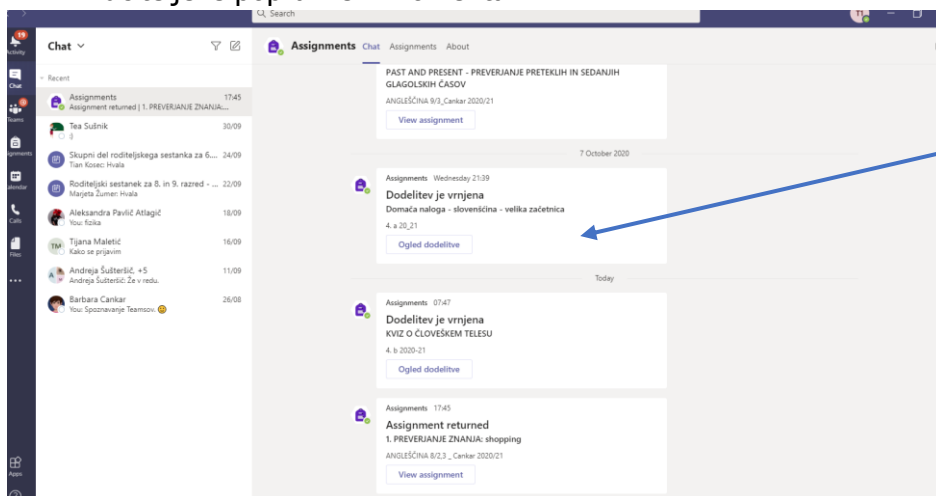 Search
T1
19
Activity
Chat
Teams
Assignments
Calendar
Calls
Files
Apps
Chat
Recent
Assignments 17:45
Assignment returned | 1. PREVERJANJE ZNANJA:...
Tea Sušnik 30/09
:)
Skupni del roditeljskega sestanka za 6.... 24/09
Tian Kosec: Hvala
Roditeljski sestanek za 8. in 9. razred - ... 22/09
Marjeta Žumer: Hvala
Aleksandra Pavlič Atlagić 18/09
You: fizika
TM
Tijana Maletić 16/09
Kako se prijavim
Andreja Šušteršič, +5 11/09
Andreja Šušteršič: Že v redu.
Barbara Cankar 26/08
You: Spoznavanje Teamsov. 😀
Assignments Chat Assignments About
PAST AND PRESENT - PREVERJANJE PRETEKLIH IN SEDANJIH
GLAGOLSKIH ČASOV
ANGLEŠČINA 9/3_Cankar 2020/21
View assignment
7 October 2020
Assignments Wednesday 21:39
Dodelitev je vrnjena
Domača naloga - slovenščina - velika začetnica
4. a 20_21
Ogled dodelitve
Today
Assignments 07:47
Dodelitev je vrnjena
KVIZ O ČLOVEŠKEM TELESU
4. b 2020-21
Ogled dodelitve
Assignments 17:45
Assignment returned
1. PREVERJANJE ZNANJA: shopping
ANGLEŠČINA 8/2,3 _ Cankar 2020/21
View assignment